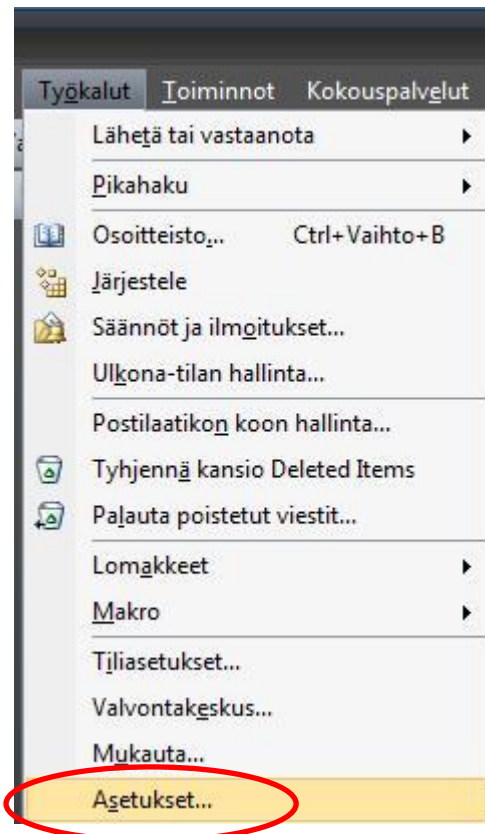 Työkalut Toiminnot Kokouspalvelut
Lähetä tai vastaanota
Pikahaku
Osoitteisto... Ctrl+Vaihto+B
Järjestele
Säännöt ja ilmoitukset...
Ulkona-tilan hallinta...
Postilaatikon koon hallinta...
Tyhjennä kansio Deleted Items
Palauta poistetut viestit...
Lomakkeet
Makro
Tiliasetukset...
Valvontakeskus...
Mukauta...
Asetukset...